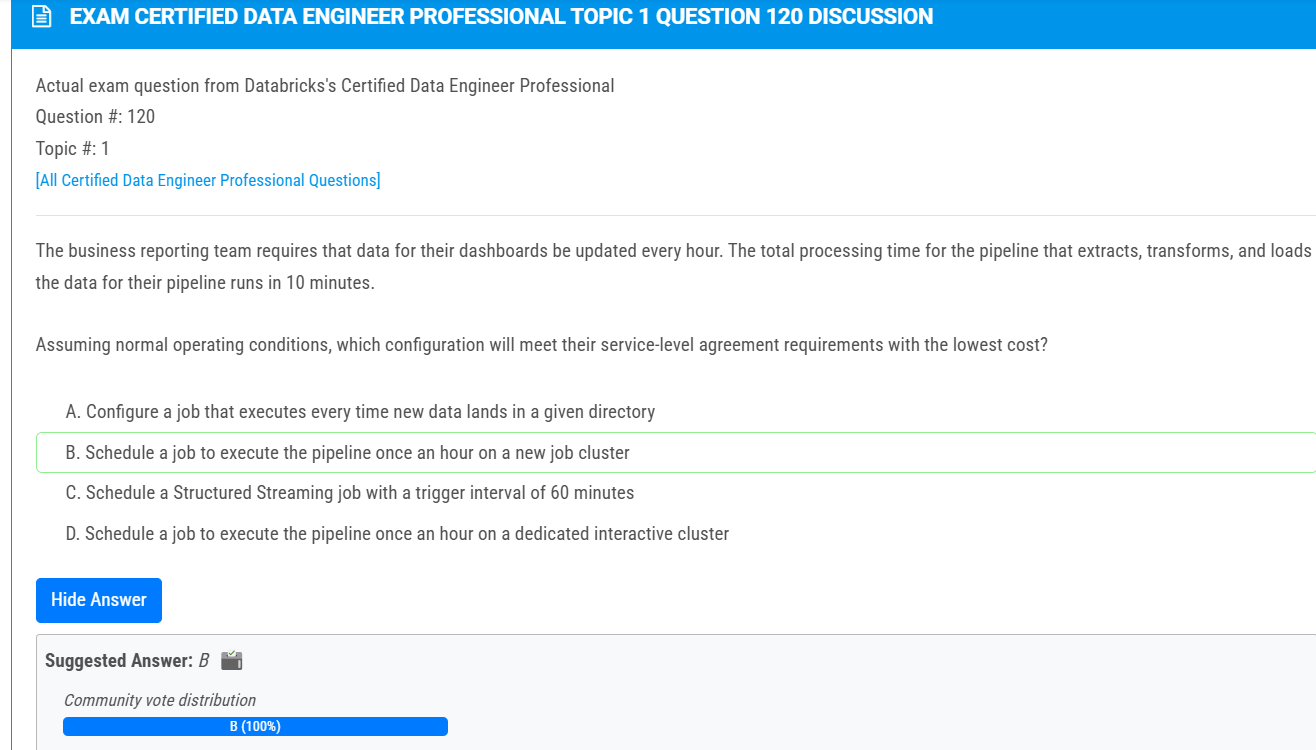 EXAM CERTIFIED DATA ENGINEER PROFESSIONAL TOPIC 1 QUESTION 120 DISCUSSION
Actual exam question from Databricks's Certified Data Engineer Professional
Question #: 120
Topic #: 1
[All Certified Data Engineer Professional Questions]
The business reporting team requires that data for their dashboards be updated every hour. The total processing time for the pipeline that extracts, transforms, and loads
the data for their pipeline runs in 10 minutes.
Assuming normal operating conditions, which configuration will meet their service-level agreement requirements with the lowest cost?
A. Configure a job that executes every time new data lands in a given directory
B. Schedule a job to execute the pipeline once an hour on a new job cluster
C. Schedule a Structured Streaming job with a trigger interval of 60 minutes
D. Schedule a job to execute the pipeline once an hour on a dedicated interactive cluster
Hide Answer
Suggested Answer: B
Community vote distribution
B (100%)